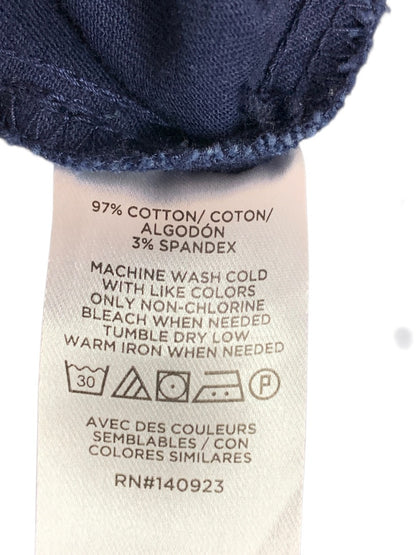 97% COTTON/ COTON/
ALGODÓN
3% SPANDEX
MACHINE WASH COLD
WITH LIKE COLORS
ONLY NON-CHLORINE
BLEACH WHEN NEEDED
TUMBLE DRY LOW
WARM IRON WHEN NEEDED
30 P
AVEC DES COULEURS
SEMBLABLES / CON
COLORES SIMILARES
RN#140923